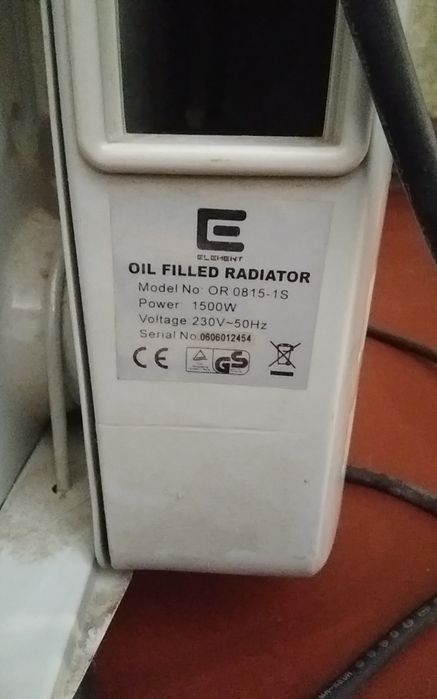 ELEMENT
OIL FILLED RADIATOR
Model No: OR 0815-1S
Power: 1500W
Voltage 230V~50Hz
Serial No.0606012454
CE GS